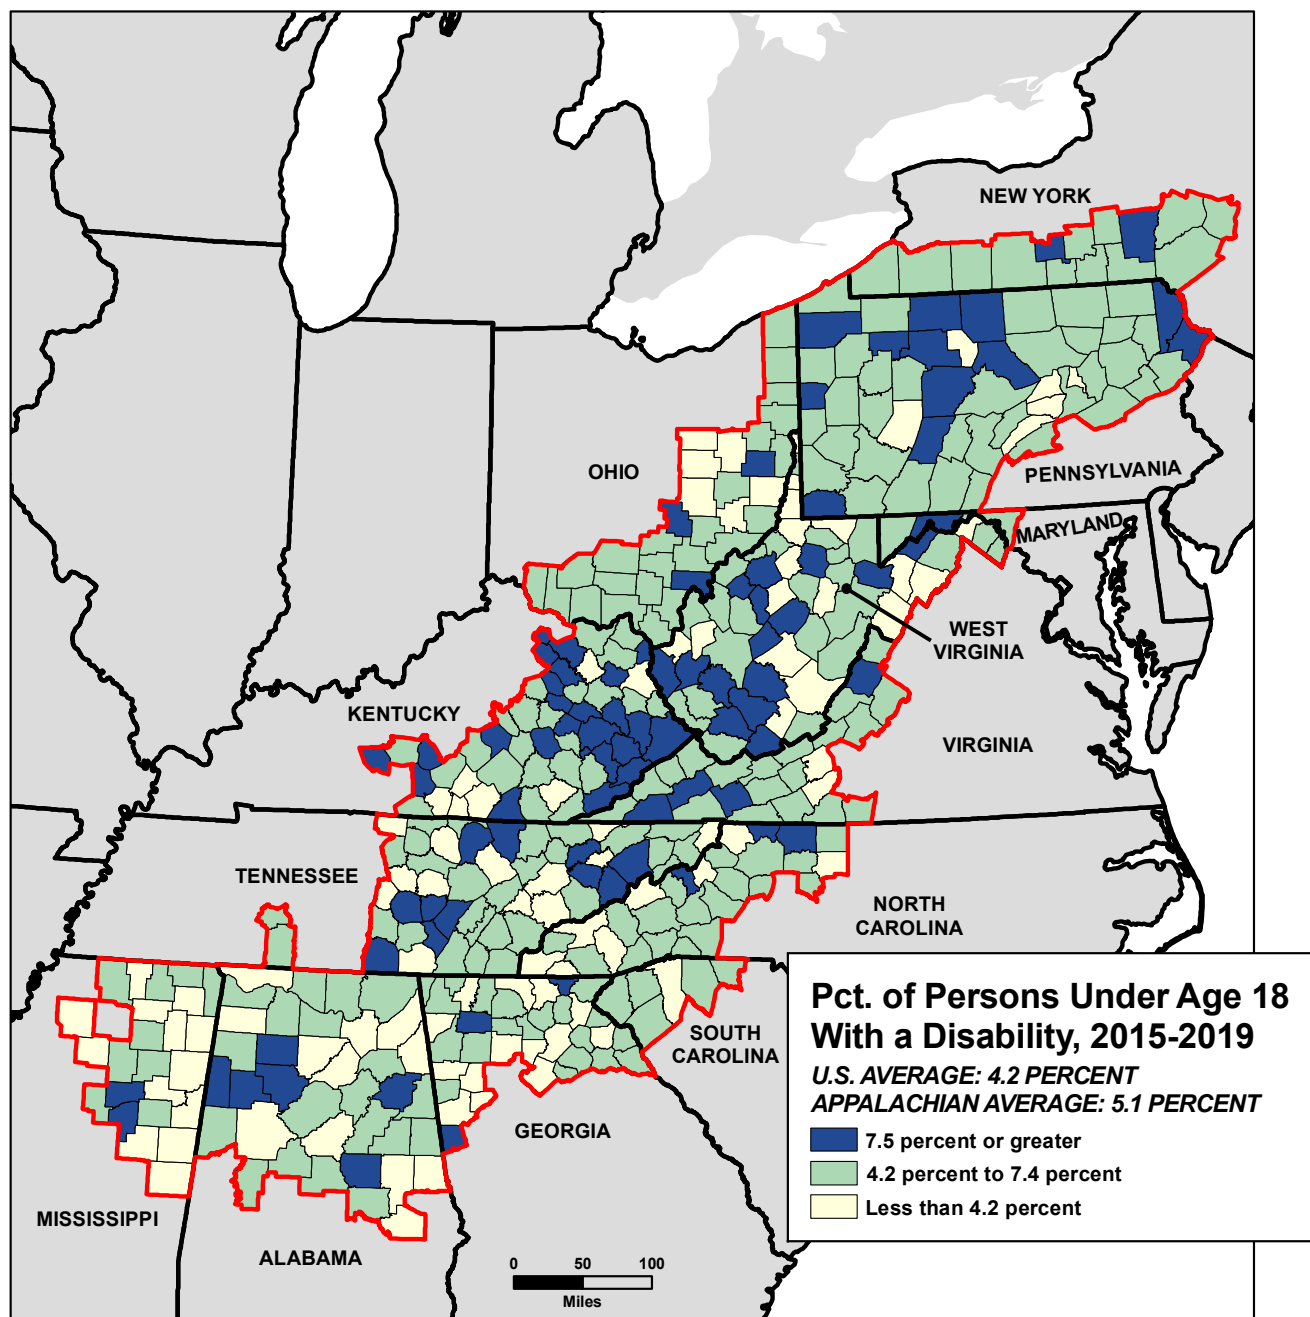 NEW YORK
OHIO
PENNSYLVANIA
MARYLAND
WEST
VIRGINIA
KENTUCKY
VIRGINIA
TENNESSEE
NORTH
CAROLINA
SOUTH
CAROLINA
GEORGIA
MISSISSIPPI
ALABAMA
Pct. of Persons Under Age 18
With a Disability, 2015-2019
U.S. AVERAGE: 4.2 PERCENT
APPALACHIAN AVERAGE: 5.1 PERCENT
7.5 percent or greater
4.2 percent to 7.4 percent
Less than 4.2 percent
0 50 100
Miles